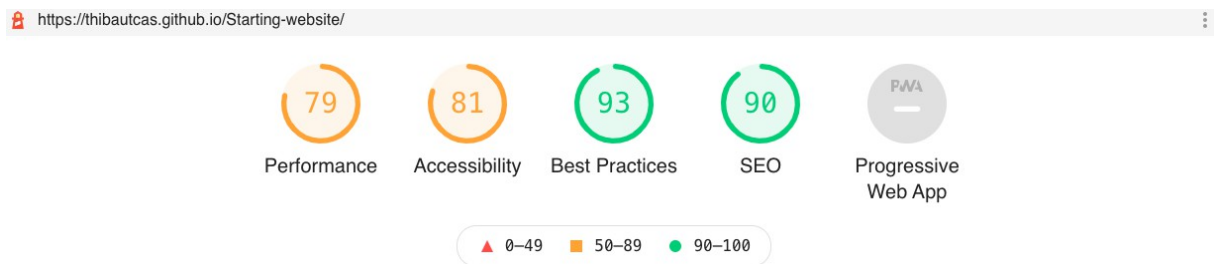 https://thibautcas.github.io/Starting-website/
79 81 93 90 PWA
Performance Accessibility Best Practices SEO Progressive
Web App
0–49 50–89 90–100